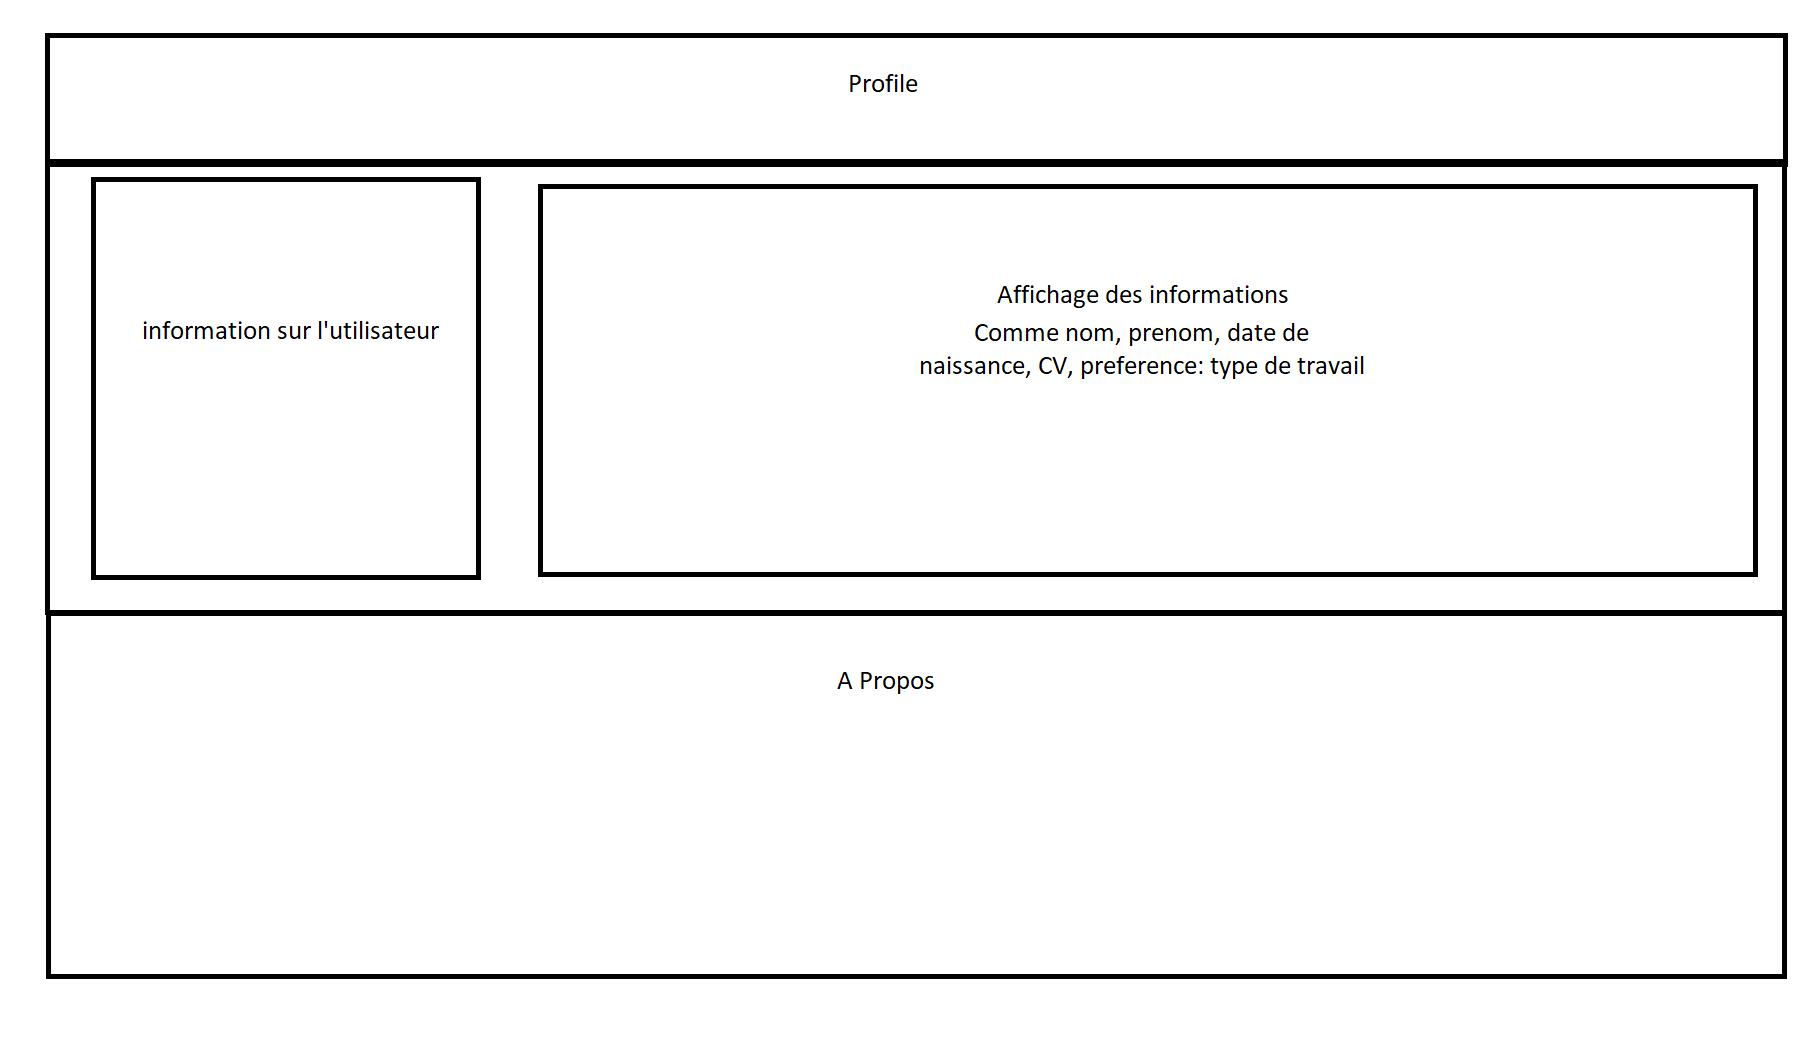 Profile
information sur l'utilisateur
Affichage des informations
Comme nom, prenom, date de
naissance, CV, preference: type de travail
A Propos